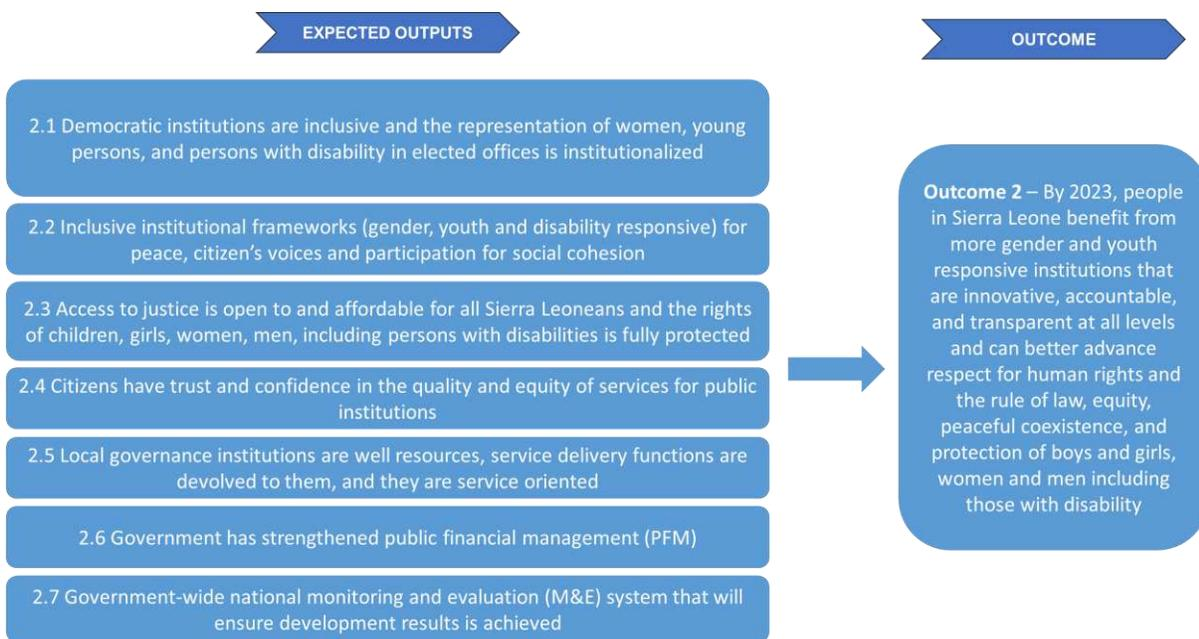 EXPECTED OUTPUTS
OUTCOME
2.1 Democratic institutions are inclusive and the representation of women, young
persons, and persons with disability in elected offices is institutionalized
2.2 Inclusive institutional frameworks (gender, youth and disability responsive) for
peace, citizen's voices and participation for social cohesion
2.3 Access to justice is open to and affordable for all Sierra Leoneans and the rights
of children, girls, women, men, including persons with disabilities is fully protected
2.4 Citizens have trust and confidence in the quality and equity of services for public
institutions
2.5 Local governance institutions are well resources, service delivery functions are
devolved to them, and they are service oriented
2.6 Government has strengthened public financial management (PFM)
2.7 Government-wide national monitoring and evaluation (M&E) system that will
ensure development results is achieved
Outcome 2 – By 2023, people
in Sierra Leone benefit from
more gender and youth
responsive institutions that
are innovative, accountable,
and transparent at all levels
and can better advance
respect for human rights and
the rule of law, equity,
peaceful coexistence, and
protection of boys and girls,
women and men including
those with disability